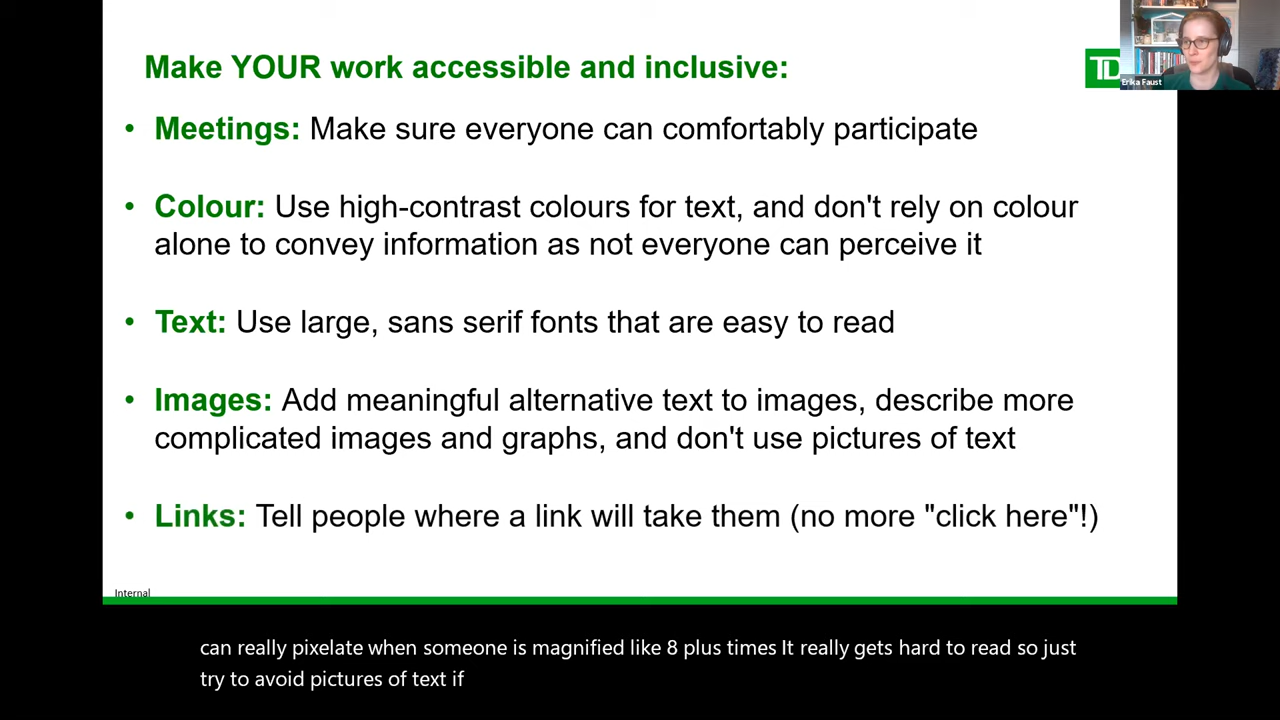 Make YOUR work accessible and inclusive:
TD
Erika Faust
• Meetings: Make sure everyone can comfortably participate
• Colour: Use high-contrast colours for text, and don't rely on colour
alone to convey information as not everyone can perceive it
• Text: Use large, sans serif fonts that are easy to read
• Images: Add meaningful alternative text to images, describe more
complicated images and graphs, and don't use pictures of text
• Links: Tell people where a link will take them (no more "click here"!)
Internal
can really pixelate when someone is magnified like 8 plus times It really gets hard to read so just
try to avoid pictures of text if